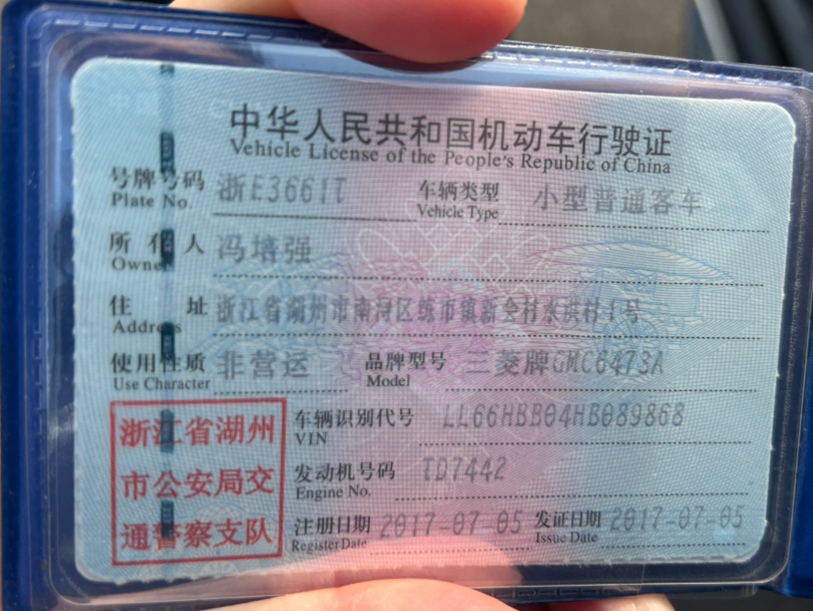 中华人民共和国机动车行驶证
Vehicle License of the People's Republic of China
号牌号码 浙E3661T 车辆类型 小型普通客车
Plate No. Vehicle Type
所有人 冯培强
Owner
住址 浙江省湖州市南浔区练市镇新会村水洪村1号
Address
使用性质 非营运 品牌型号 三菱牌GMC6473A
Use Character Model
浙江省湖州
市公安局交
通警察支队
车辆识别代号 LL66HBB04HB089868
VIN
发动机号码 TD7442
Engine No.
注册日期 2017-07-05 发证日期 2017-07-05
Register Date Issue Date